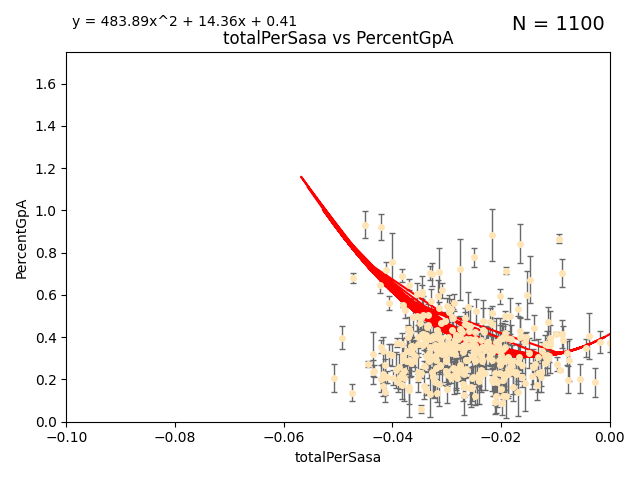 y = 483.89x^2 + 14.36x + 0.41
N = 1100
totalPerSasa vs PercentGpA
PercentGpA
1.6
1.4
1.2
1.0
0.8
0.6
0.4
0.2
0.0
−0.10 −0.08 −0.06 −0.04 −0.02 0.00
totalPerSasa